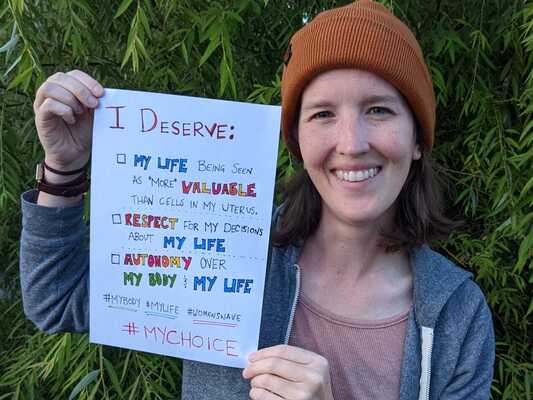 I DESERVE:
MY LIFE BEING SEEN
AS "MORE" VALUABLE
THAN CELLS IN MY UTERUS.
RESPECT FOR MY DECISIONS
ABOUT MY LIFE
AUTONOMY OVER
MY BODY & MY LIFE
#MYBODY #MYLIFE #WOMENSWAVE
#MYCHOICE